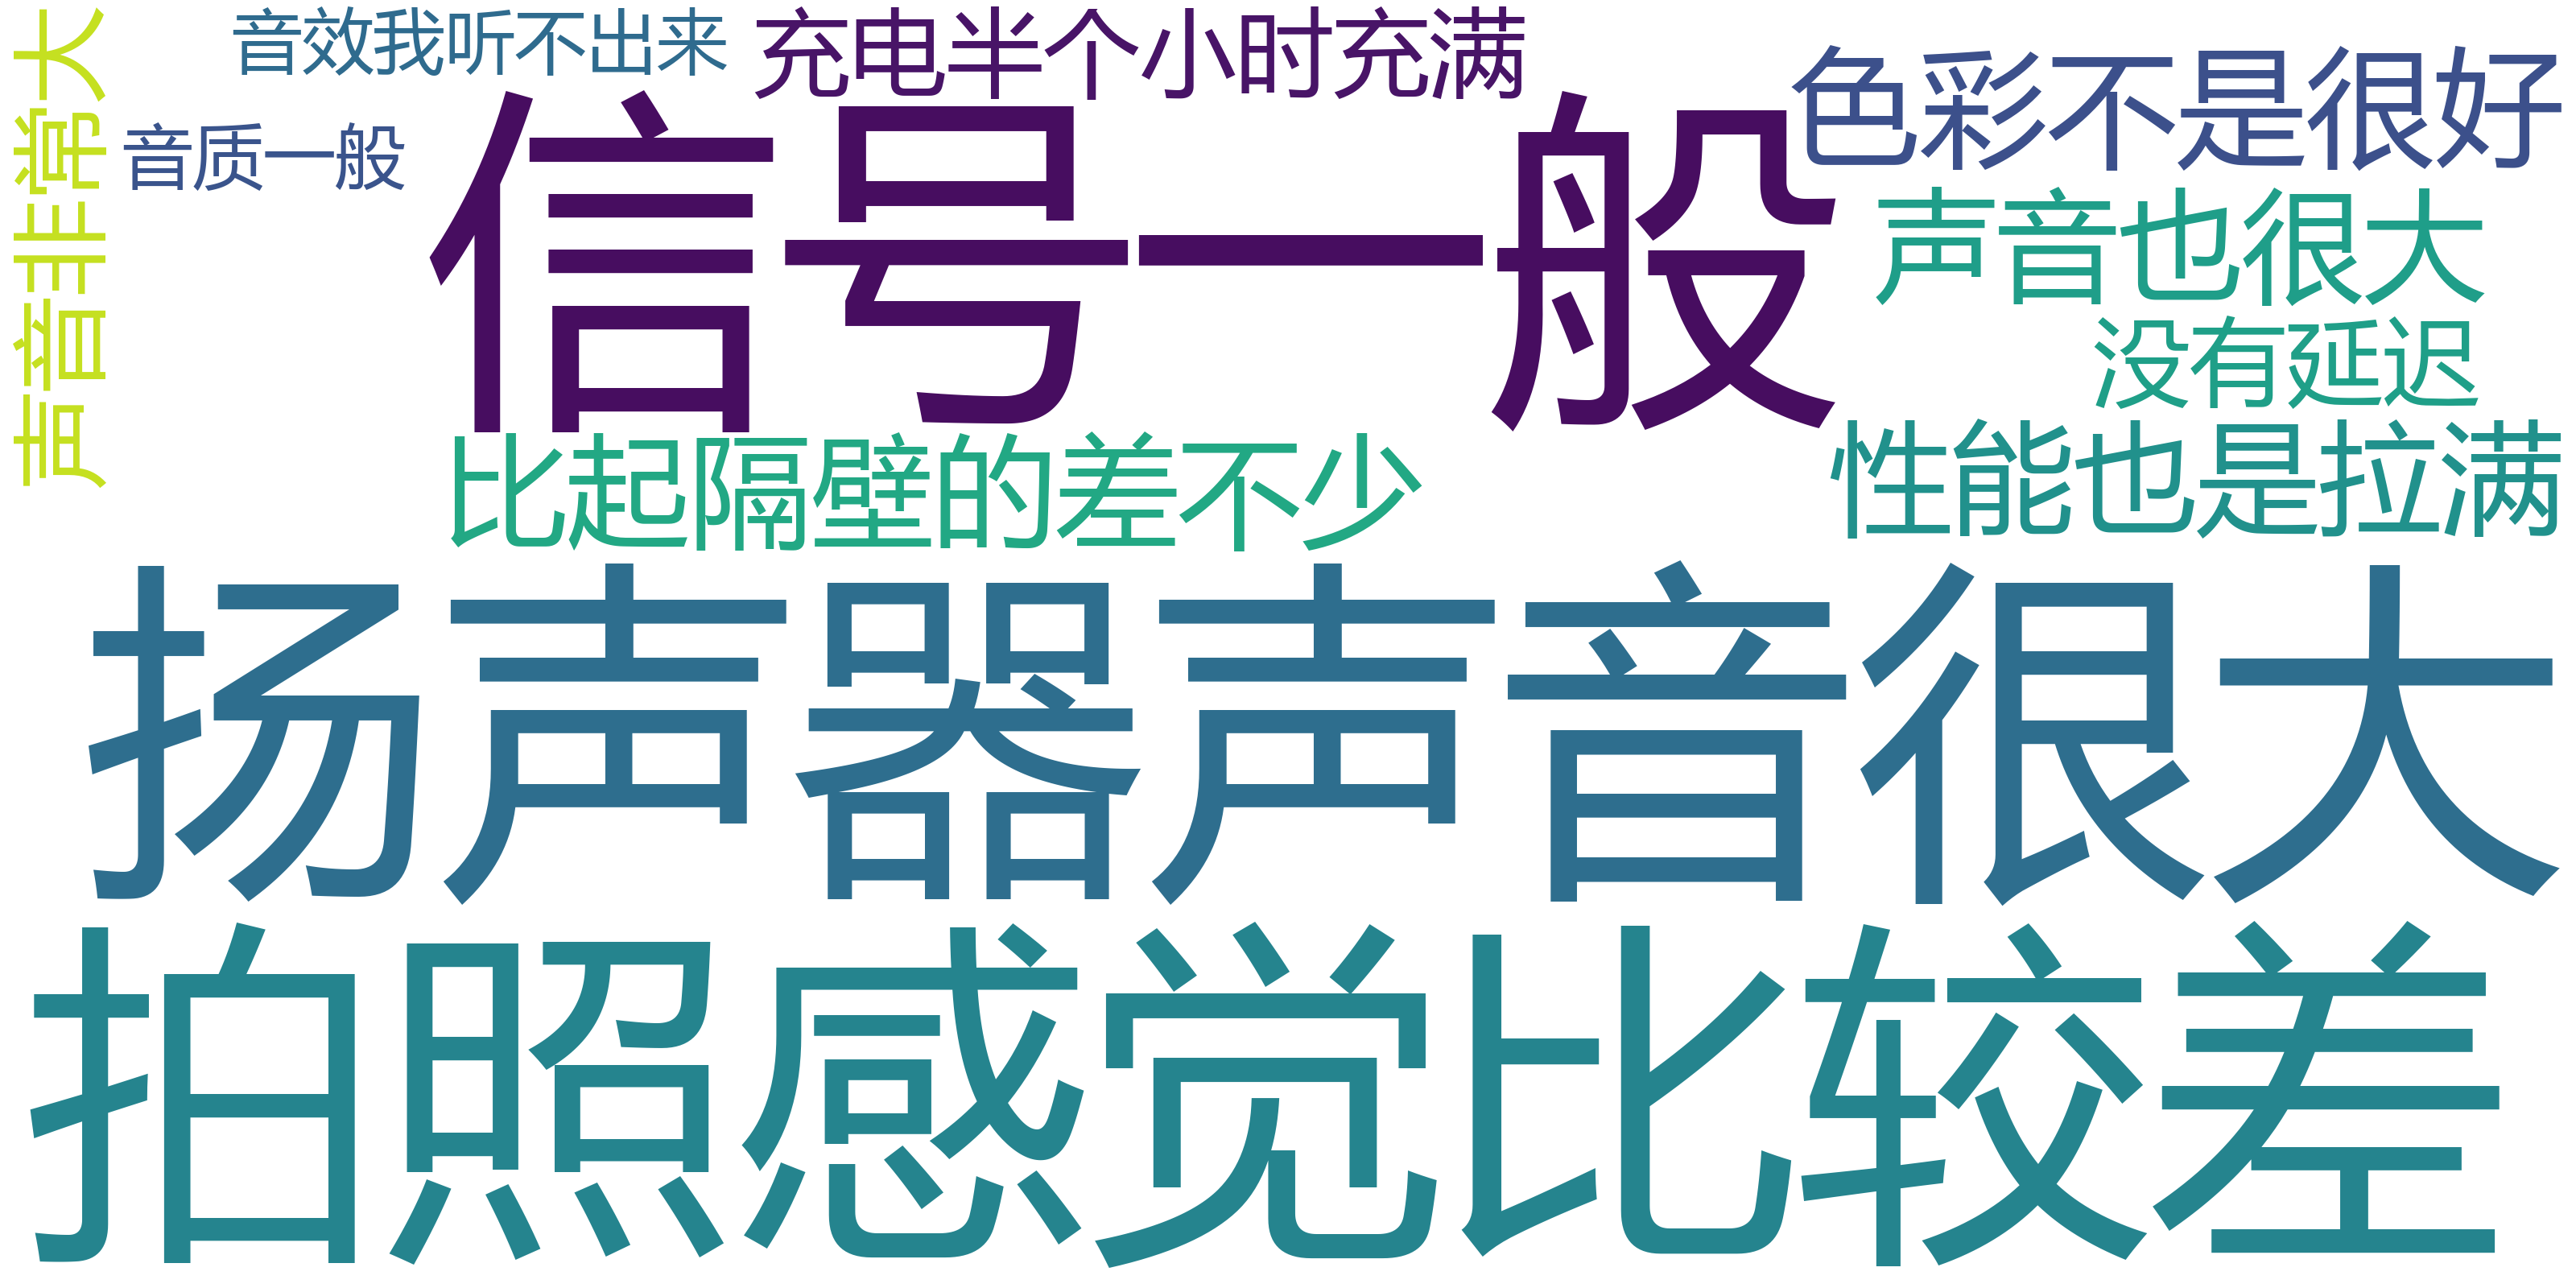 声音非常大
音效我听不出来
充电半个小时充满
色彩不是很好
音质一般
信号一般
声音也很大
没有延迟
性能也是拉满
比起隔壁的差不少
扬声器声音很大
拍照感觉比较差